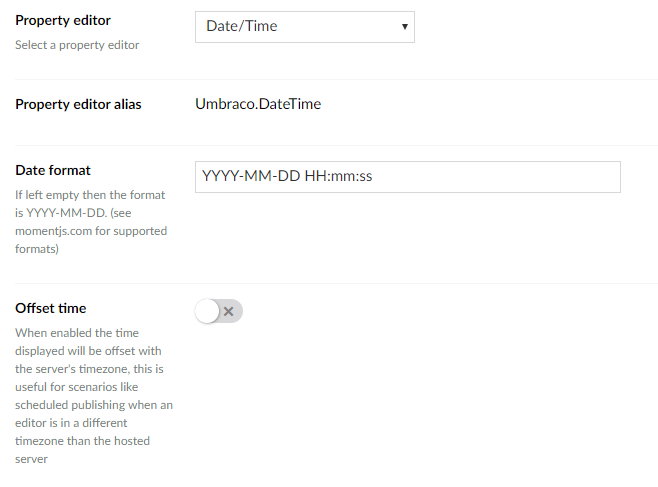 Property editor
Date/Time
Select a property editor
Property editor alias
Umbraco.DateTime
Date format
YYYY-MM-DD HH:mm:ss
If left empty then the format
is YYYY-MM-DD. (see
momentjs.com for supported
formats)
Offset time
When enabled the time
displayed will be offset with
the server's timezone, this is
useful for scenarios like
scheduled publishing when an
editor is in a different
timezone than the hosted
server